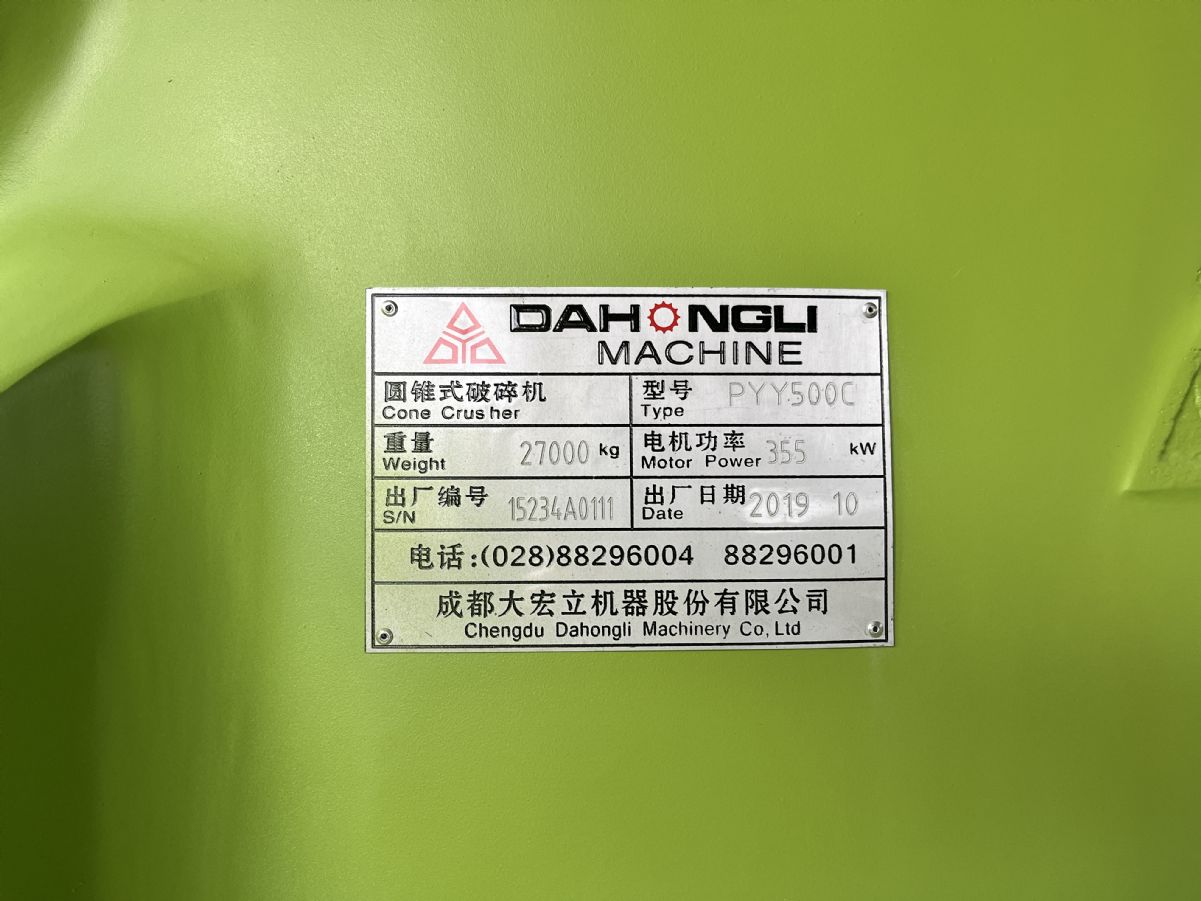 DAHONGLI
MACHINE
圆锥式破碎机
Cone Crusher
型号 PYY500C
Type
重量 27000 kg
Weight
电机功率 355 kW
Motor Power
出厂编号 15234A0111
S/N
出厂日期 2019 10
Date
电话:(028)88296004 88296001
成都大宏立机器股份有限公司
Chengdu Dahongli Machinery Co, Ltd